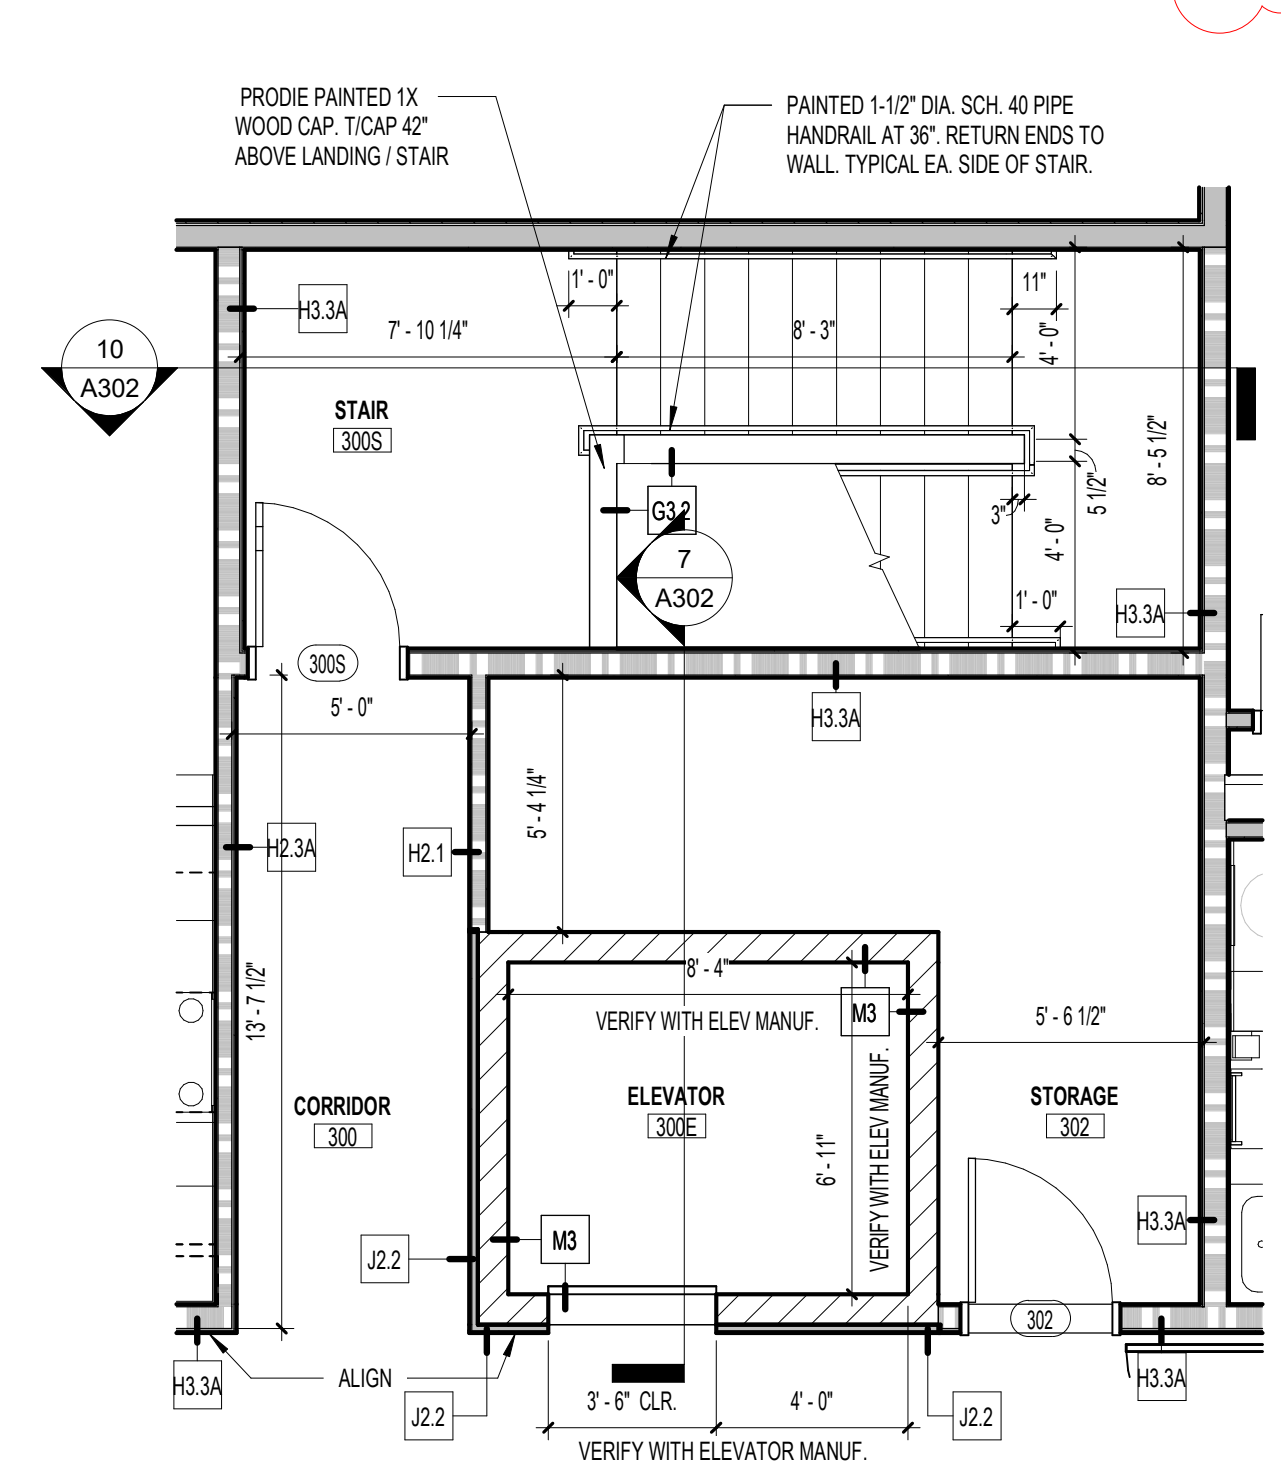 PRODIE PAINTED 1X
WOOD CAP. T/CAP 42"
ABOVE LANDING / STAIR
PAINTED 1-1/2" DIA. SCH. 40 PIPE
HANDRAIL AT 36". RETURN ENDS TO
WALL. TYPICAL EA. SIDE OF STAIR.
H3.3A
1' - 0"
11"
7' - 10 1/4"
8' - 3"
4' - 0"
10
A302
STAIR
300S
8' - 5 1/2"
5 1/2"
G3.2
3"
4' - 0"
7
A302
1' - 0"
H3.3A
300S
5' - 0"
H3.3A
5' - 4 1/4"
H2.3A
H2.1
13' - 7 1/2"
8' - 4"
VERIFY WITH ELEV MANUF.
M3
5' - 6 1/2"
ELEVATOR
300E
STORAGE
302
CORRIDOR
300
6' - 11"
VERIFY WITH ELEV MANUF.
M3
J2.2
H3.3A
302
ALIGN
H3.3A
J2.2
3' - 6" CLR.
4' - 0"
J2.2
H3.3A
VERIFY WITH ELEVATOR MANUF.